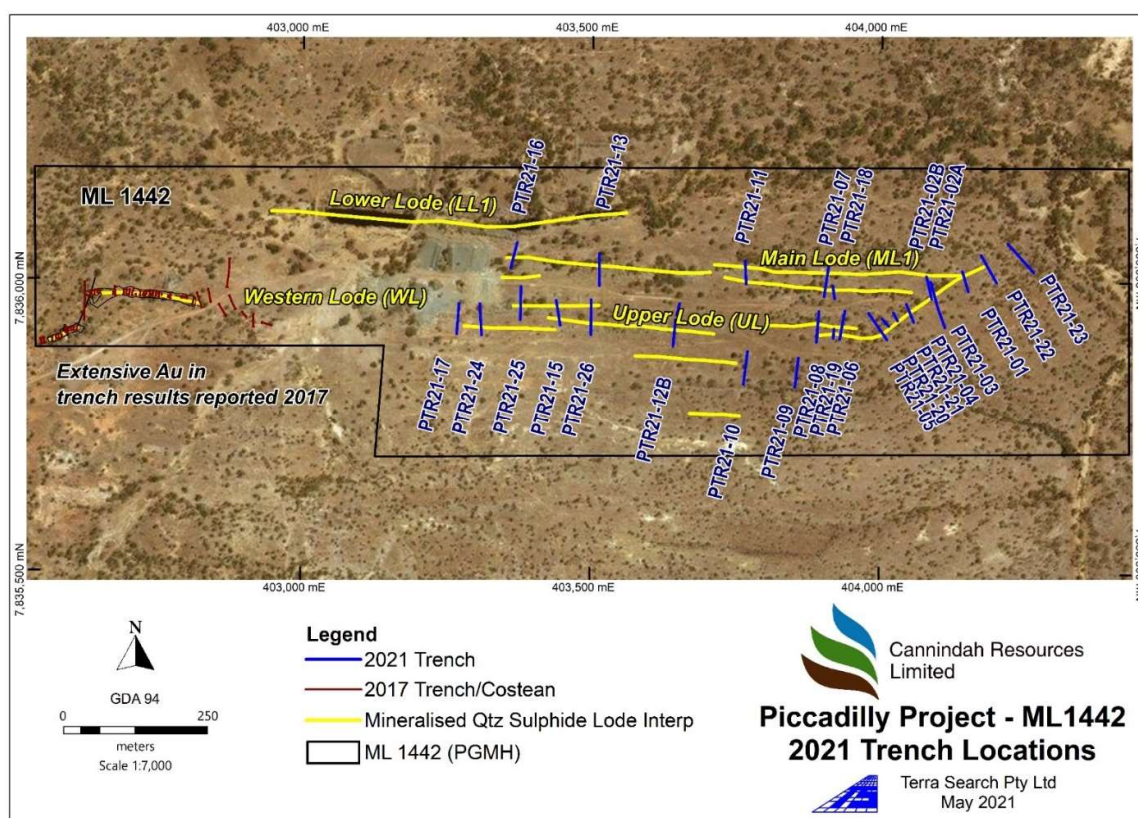 403,000 mE
403,500 mE
404,000 mE
ML 1442
Lower Lode (LL1)
PTR21-16
PTR21-13
PTR21-11
PTR21-07
PTR21-18
PTR21-02B
PTR21-02A
Main Lode (ML1)
7,836,000 mN
Western Lode (WL)
Upper Lode (UL)
Extensive Au in
trench results reported 2017
PTR21-17
PTR21-24
PTR21-25
PTR21-15
PTR21-26
PTR21-12B
PTR21-10
PTR21-09
PTR21-08
PTR21-19
PTR21-06
PTR21-05
PTR21-20
PTR21-21
PTR21-04
PTR21-03
PTR21-01
PTR21-22
PTR21-23
7,835,500 mN
403,000 mE
403,500 mE
404,000 mE
N
GDA 94
0 250
meters
Scale 1:7,000
Legend
2021 Trench
2017 Trench/Costean
Mineralised Qtz Sulphide Lode Interp
ML 1442 (PGMH)
Cannindah Resources
Limited
Piccadilly Project - ML1442
2021 Trench Locations
Terra Search Pty Ltd
May 2021